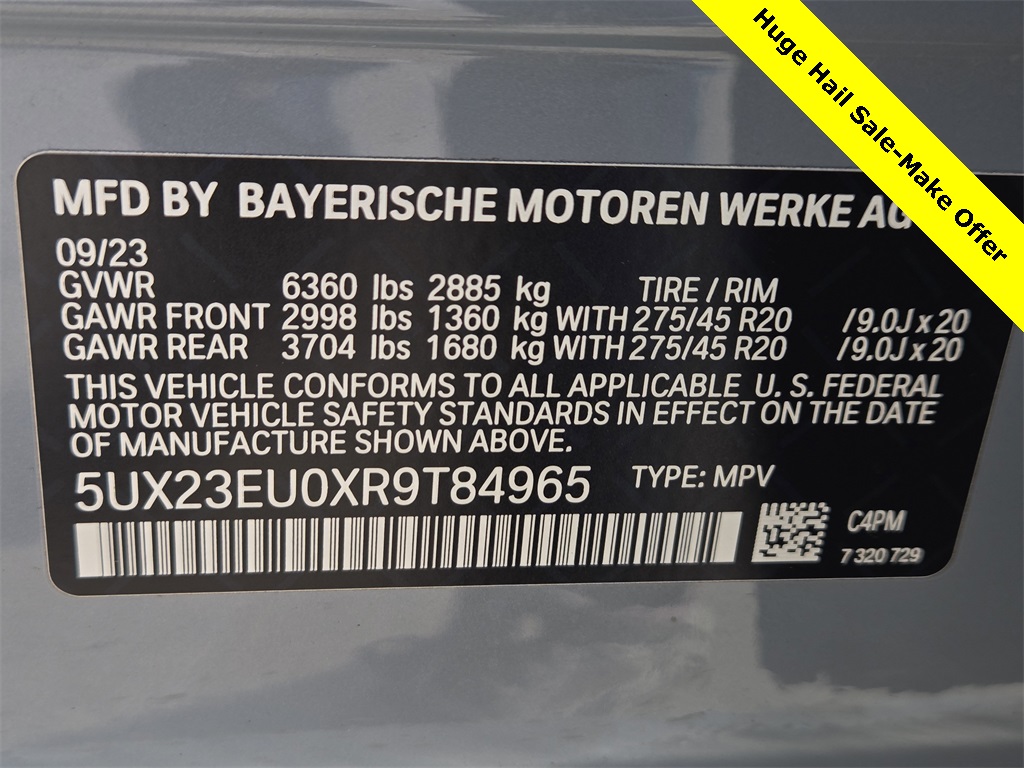 Huge Hail Sale-Make Offer
MFD BY BAYERISCHE MOTOREN WERKE AG
09/23
GVWR 6360 lbs 2885 kg TIRE / RIM
GAWR FRONT 2998 lbs 1360 kg WITH 275/45 R20 / 9.0J x 20
GAWR REAR 3704 lbs 1680 kg WITH 275/45 R20 / 9.0J x 20
THIS VEHICLE CONFORMS TO ALL APPLICABLE U. S. FEDERAL
MOTOR VEHICLE SAFETY STANDARDS IN EFFECT ON THE DATE
OF MANUFACTURE SHOWN ABOVE.
5UX23EU0XR9T84965 TYPE: MPV
C4PM
7 320 729